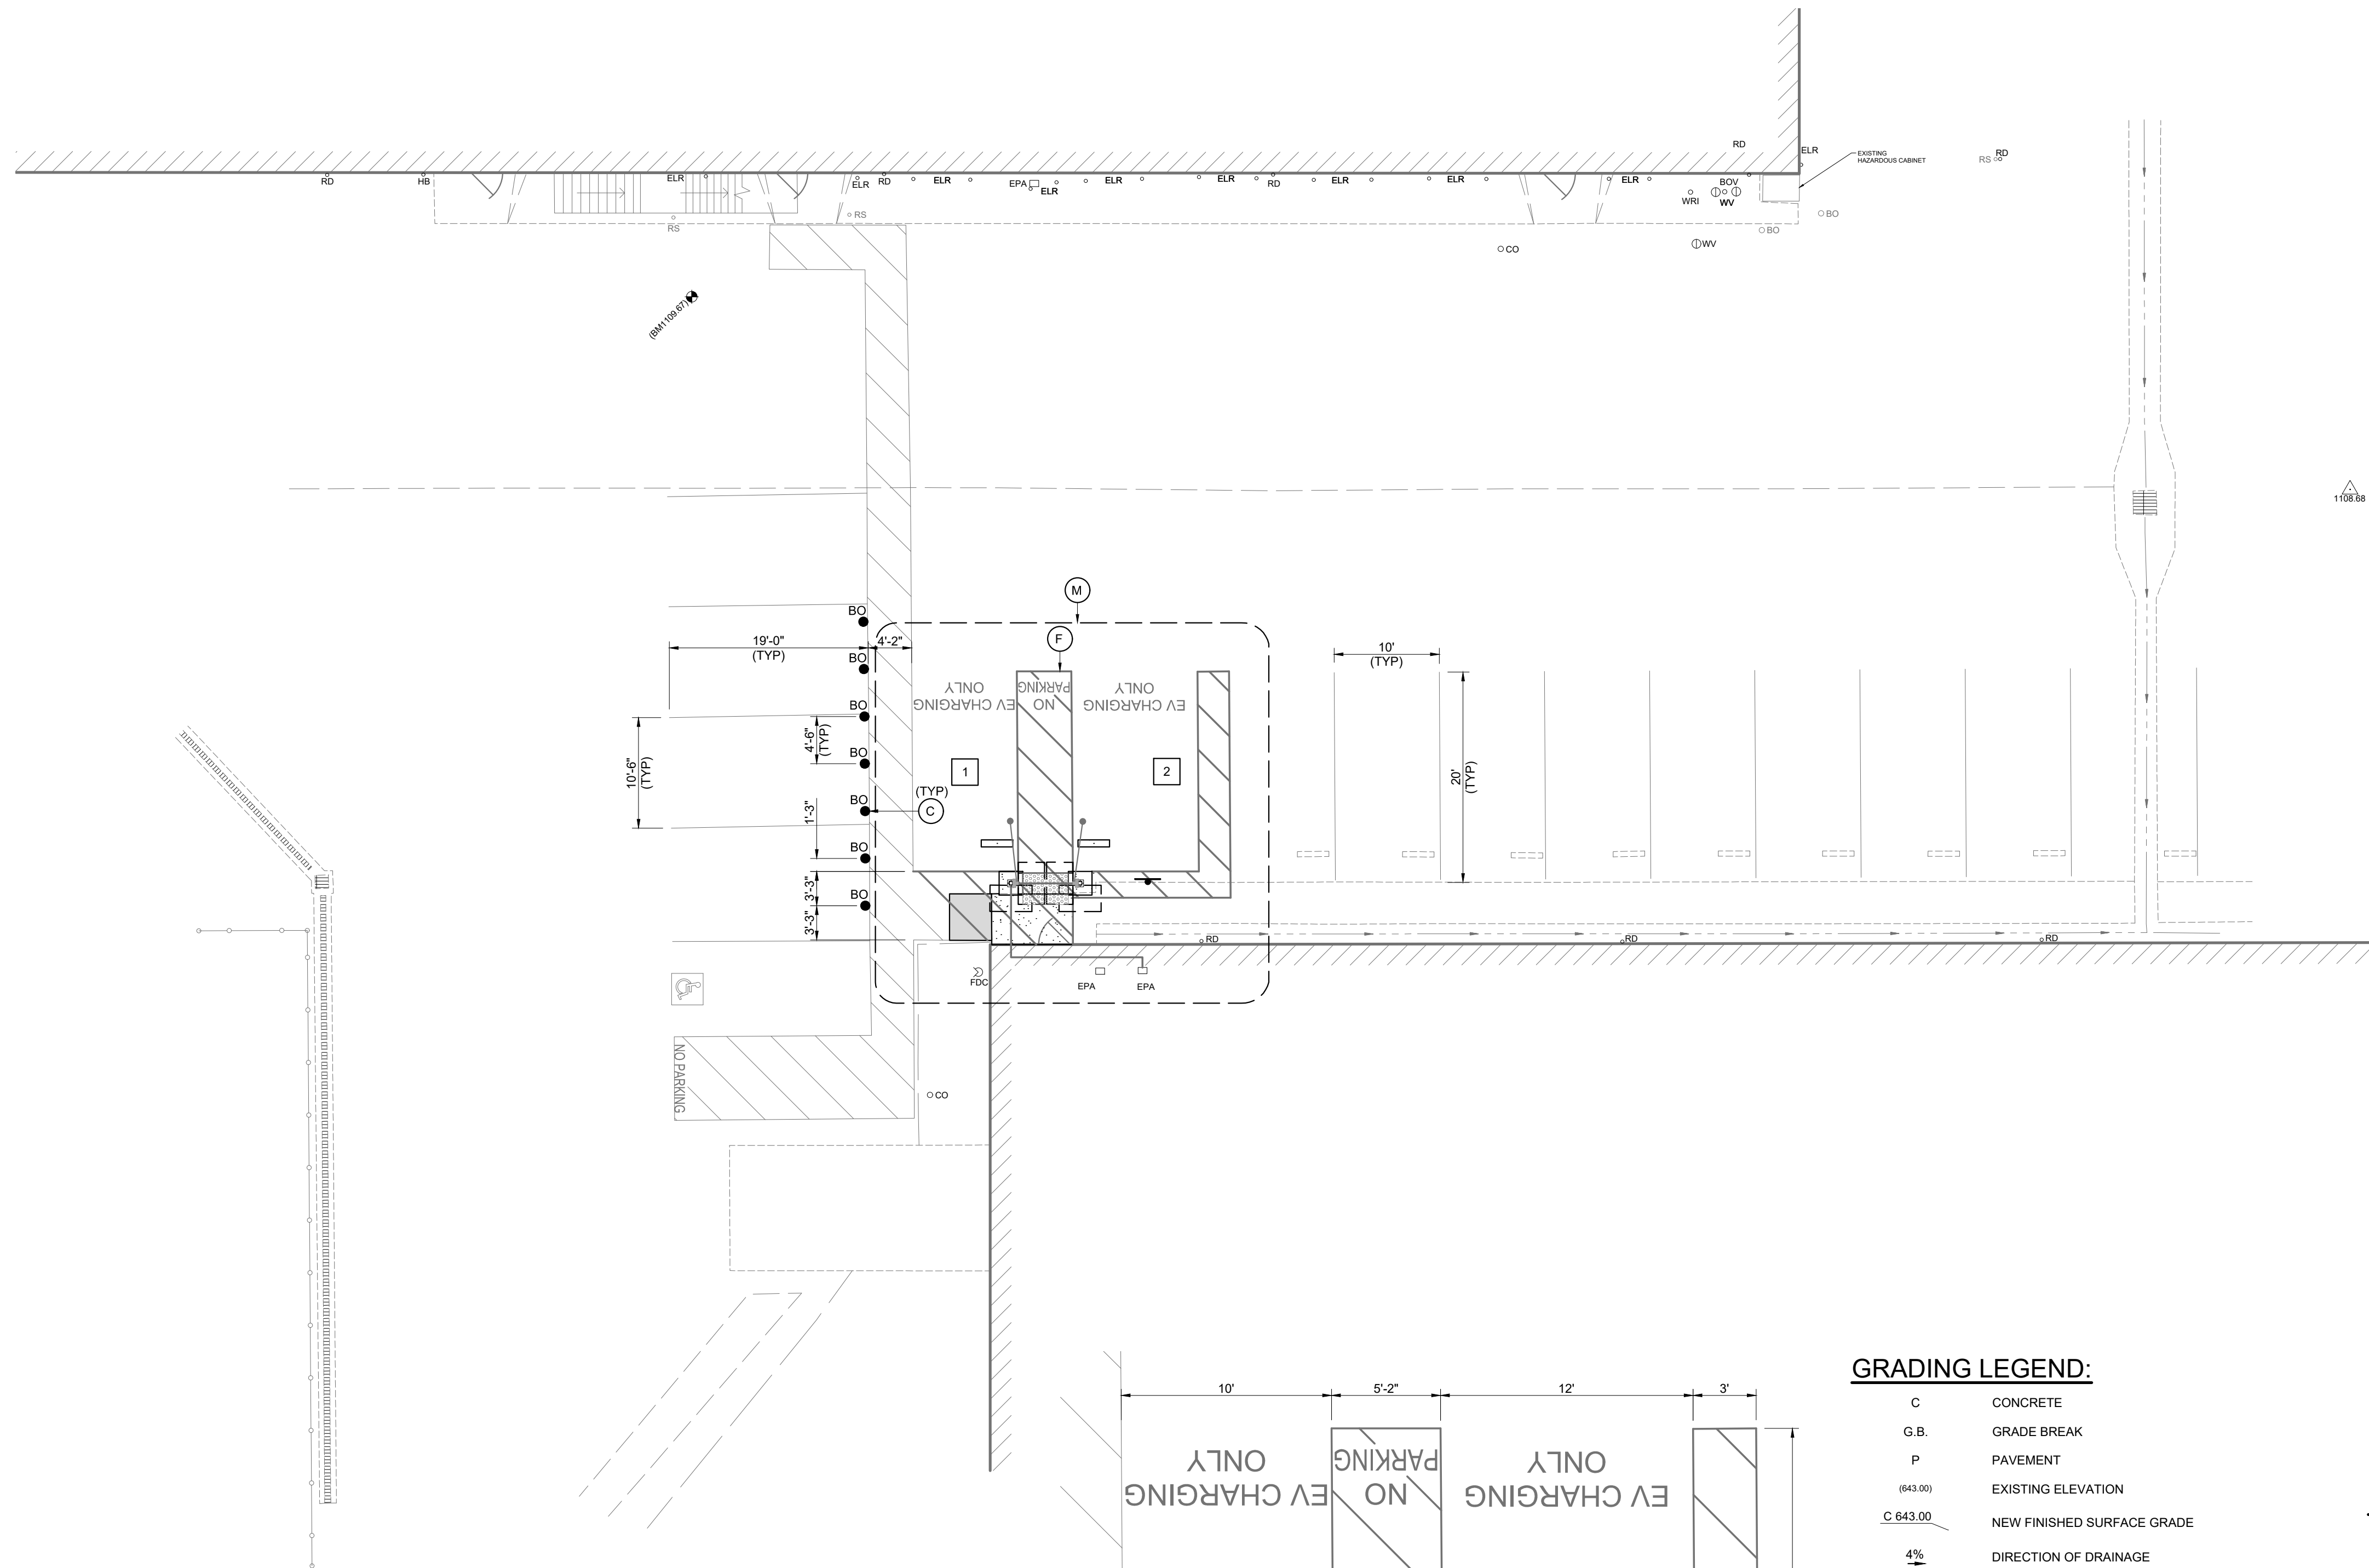 RD
ELR
EXISTING
HAZARDOUS CABINET
RS
RD
RD
HB
ELR
ELR
RD
ELR
EPA
ELR
ELR
ELR
RD
ELR
ELR
ELR
WRI
BOV
WV
BO
RS
RS
BO
CO
WV
(BM1109.67)
1108.68
M
F
BO
19'-0"
(TYP)
4'-2"
10'
(TYP)
BO
EV CHARGING
ONLY
NO
PARKING
EV CHARGING
ONLY
BO
4'-6"
(TYP)
10'-6"
(TYP)
BO
1
2
20'
(TYP)
BO
(TYP)
C
1'-3"
BO
3'-3"
BO
3'-3"
RD
RD
RD
FDC
EPA
EPA
NO PARKING
CO
10'
5'-2"
12'
3'
EV CHARGING
ONLY
NO
PARKING
EV CHARGING
ONLY
GRADING LEGEND:
C CONCRETE
G.B. GRADE BREAK
P PAVEMENT
(643.00) EXISTING ELEVATION
C 643.00 NEW FINISHED SURFACE GRADE
4% DIRECTION OF DRAINAGE